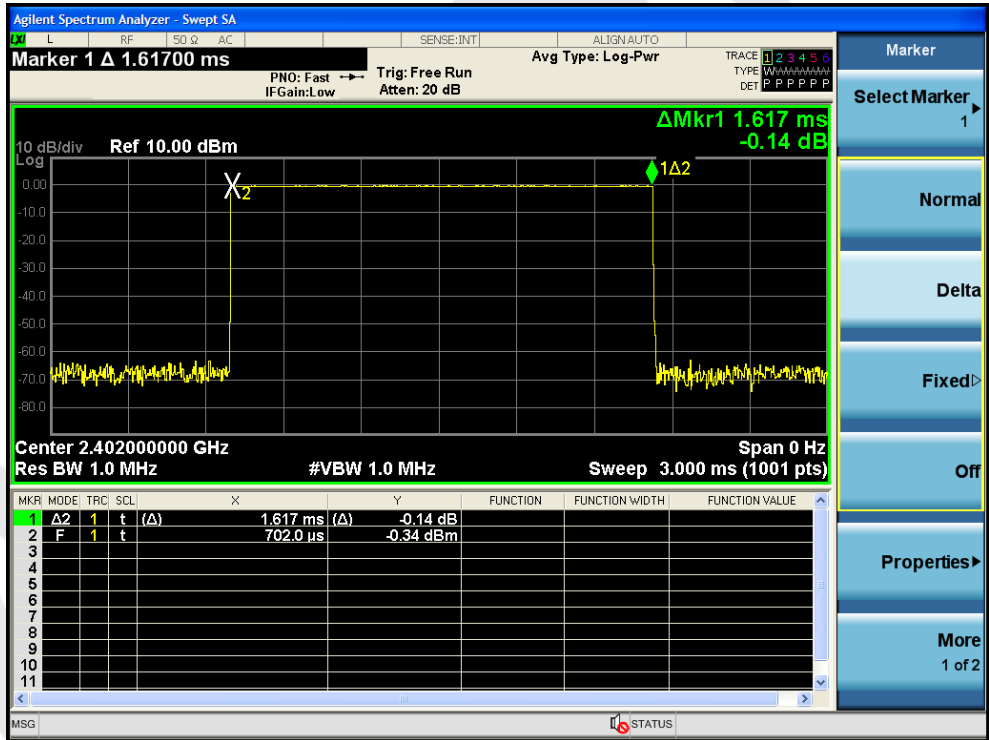 Agilent Spectrum Analyzer - Swept SA
LXI L RF 50 Ω AC SENSE:INT ALIGN AUTO
Marker 1 Δ 1.61700 ms
PNO: Fast
IFGain:Low
Trig: Free Run
Atten: 20 dB
Avg Type: Log-Pwr
TRACE 1 2 3 4 5 6
TYPE WWWWWW
DET P P P P P P
ΔMkr1 1.617 ms
-0.14 dB
10 dB/div Ref 10.00 dBm
Log
0.00
-10.0
-20.0
-30.0
-40.0
-50.0
-60.0
-70.0
-80.0
X2
1Δ2
Center 2.402000000 GHz Span 0 Hz
Res BW 1.0 MHz #VBW 1.0 MHz Sweep 3.000 ms (1001 pts)
MKR MODE TRC SCL X Y FUNCTION FUNCTION WIDTH FUNCTION VALUE
1 Δ2 1 t (Δ) 1.617 ms (Δ) -0.14 dB
2 F 1 t 702.0 µs -0.34 dBm
3
4
5
6
7
8
9
10
11
MSG STATUS
Marker
Select Marker
1
Normal
Delta
Fixed
Off
Properties
More
1 of 2